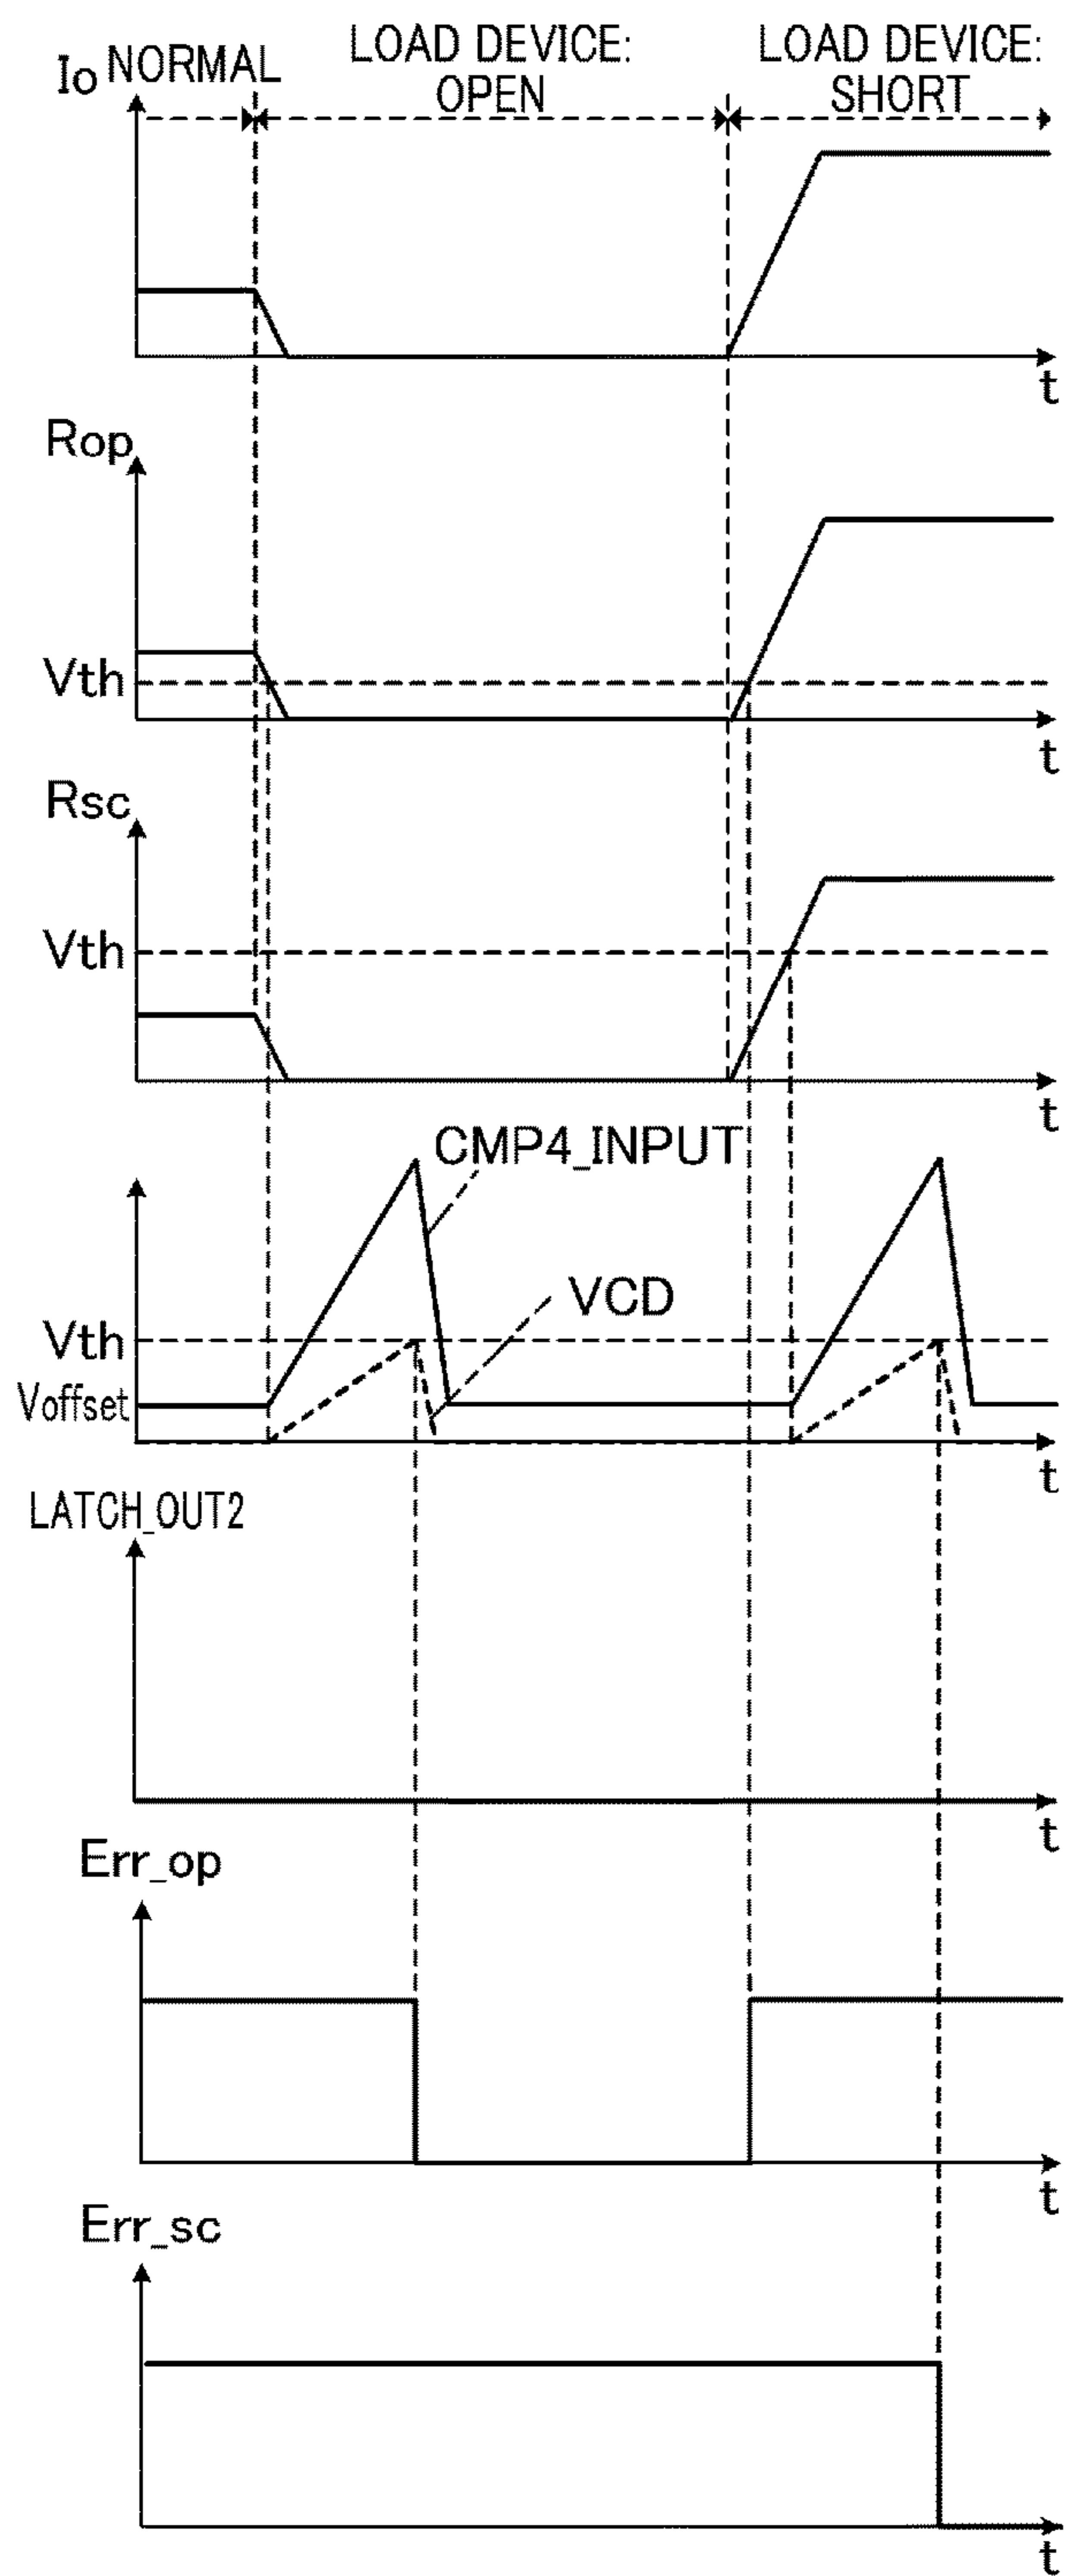 Io
NORMAL
LOAD DEVICE:
OPEN
LOAD DEVICE:
SHORT
t
Rop
Vth
t
Rsc
Vth
t
CMP4_INPUT
VCD
Vth
Voffset
t
LATCH_OUT2
t
Err_op
t
Err_sc
t